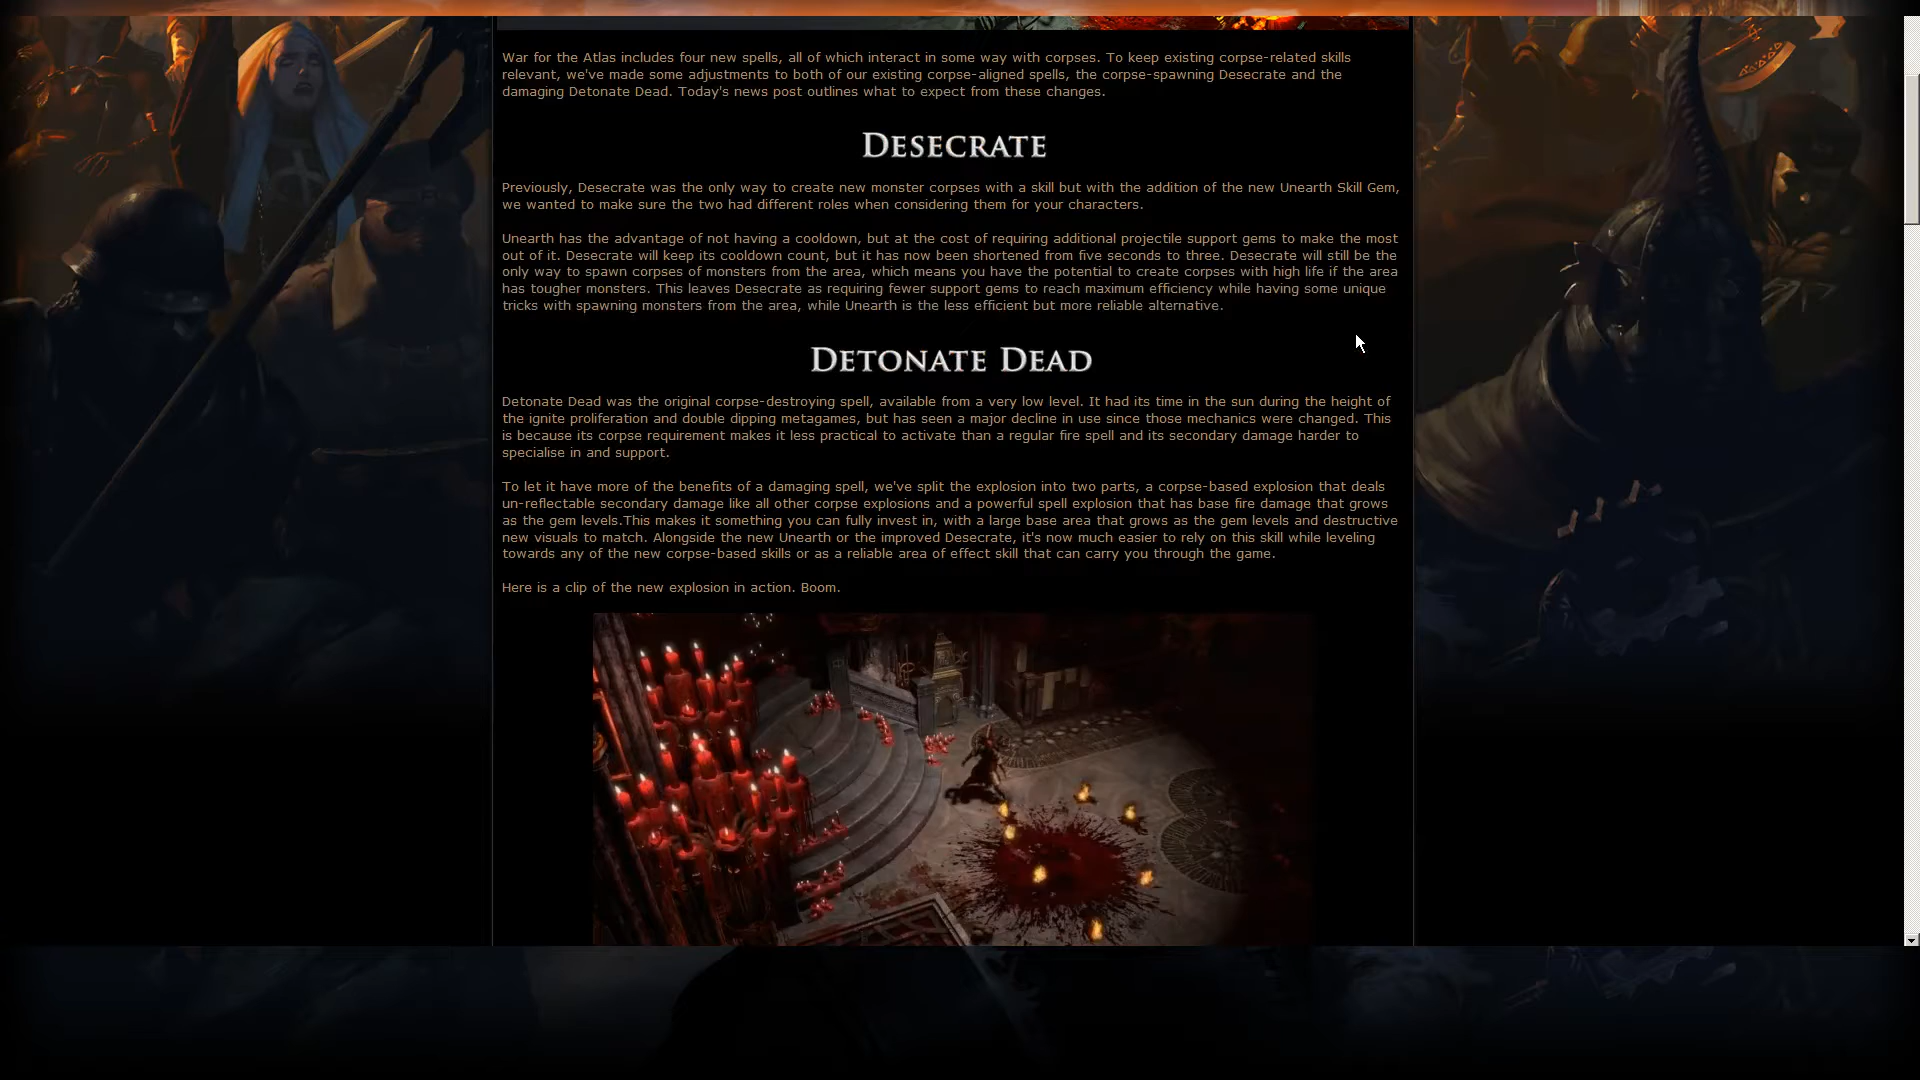 War for the Atlas includes four new spells, all of which interact in some way with corpses. To keep existing corpse-related skills
relevant, we've made some adjustments to both of our existing corpse-aligned spells, the corpse-spawning Desecrate and the
damaging Detonate Dead. Today's news post outlines what to expect from these changes.
DESECRATE
Previously, Desecrate was the only way to create new monster corpses with a skill but with the addition of the new Unearth Skill Gem,
we wanted to make sure the two had different roles when considering them for your characters.
Unearth has the advantage of not having a cooldown, but at the cost of requiring additional projectile support gems to make the most
out of it. Desecrate will keep its cooldown count, but it has now been shortened from five seconds to three. Desecrate will still be the
only way to spawn corpses of monsters from the area, which means you have the potential to create corpses with high life if the area
has tougher monsters. This leaves Desecrate as requiring fewer support gems to reach maximum efficiency while having some unique
tricks with spawning monsters from the area, while Unearth is the less efficient but more reliable alternative.
DETONATE DEAD
Detonate Dead was the original corpse-destroying spell, available from a very low level. It had its time in the sun during the height of
the ignite proliferation and double dipping metagames, but has seen a major decline in use since those mechanics were changed. This
is because its corpse requirement makes it less practical to activate than a regular fire spell and its secondary damage harder to
specialise in and support.
To let it have more of the benefits of a damaging spell, we've split the explosion into two parts, a corpse-based explosion that deals
un-reflectable secondary damage like all other corpse explosions and a powerful spell explosion that has base fire damage that grows
as the gem levels.This makes it something you can fully invest in, with a large base area that grows as the gem levels and destructive
new visuals to match. Alongside the new Unearth or the improved Desecrate, it's now much easier to rely on this skill while leveling
towards any of the new corpse-based skills or as a reliable area of effect skill that can carry you through the game.
Here is a clip of the new explosion in action. Boom.